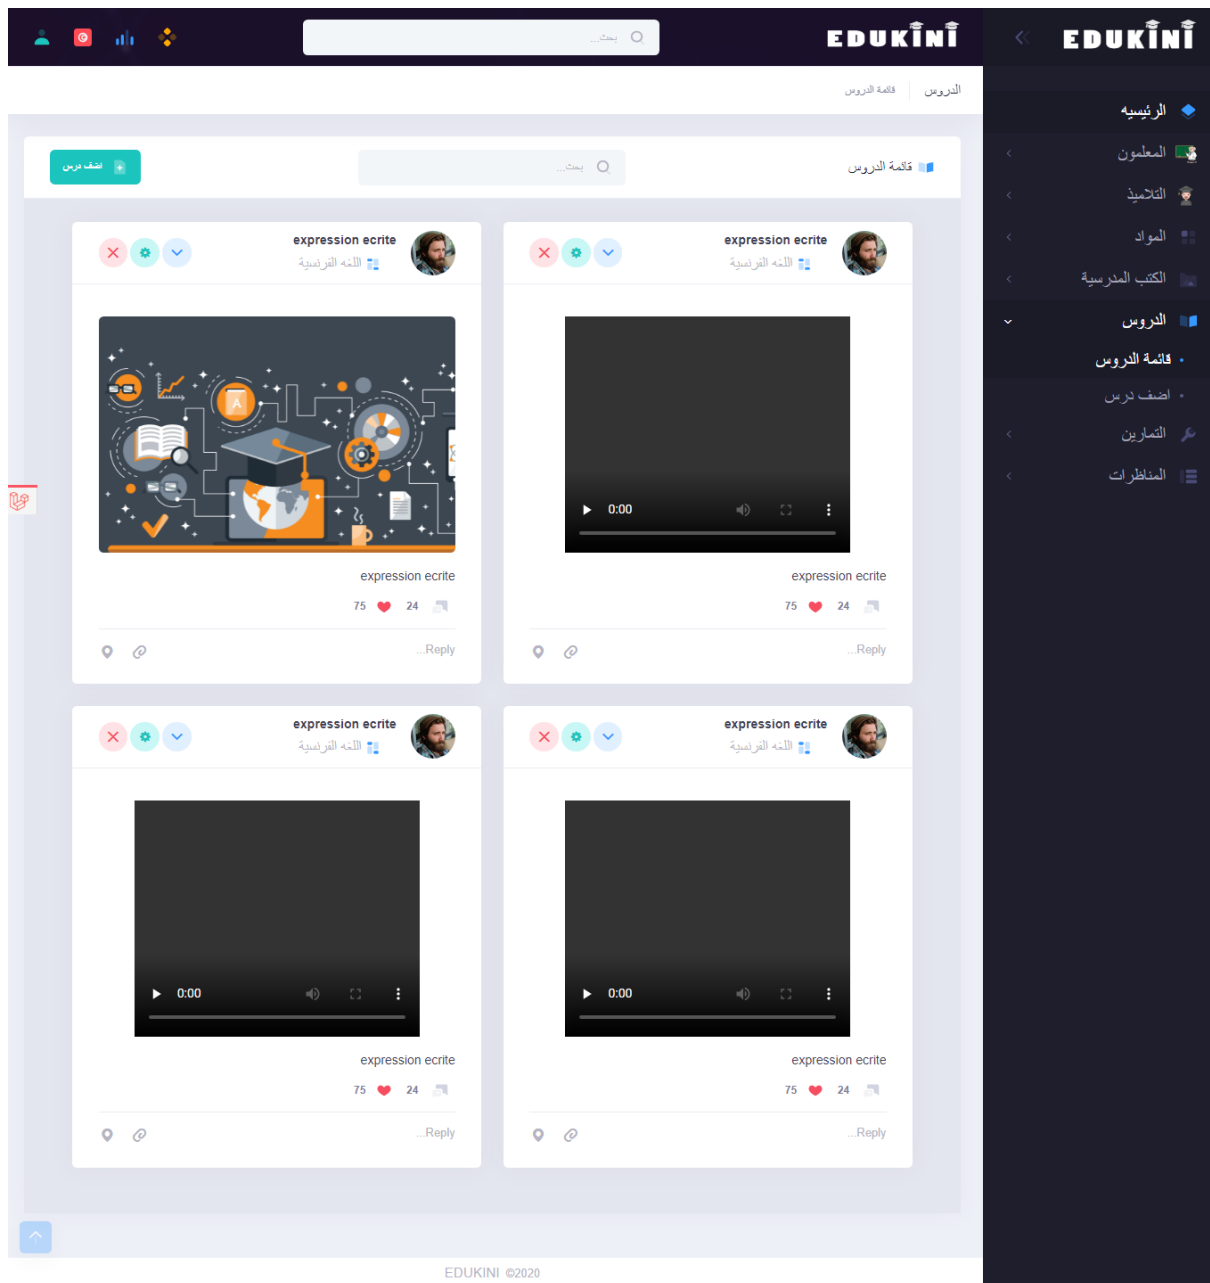 EDUKINI
EDUKINI
بحث...
الرئيسيه
المعلمون
التلاميذ
المواد
الكتب المدرسية
الدروس
قائمة الدروس
اضف درس
التمارين
المناظرات
الدروس
قائمة الدروس
قائمة الدروس
بحث...
اضف درس
expression ecrite
اللغه الفرنسية
0:00
expression ecrite
24
75
Reply...
expression ecrite
اللغه الفرنسية
A
expression ecrite
24
75
Reply...
expression ecrite
اللغه الفرنسية
0:00
expression ecrite
24
75
Reply...
expression ecrite
اللغه الفرنسية
0:00
expression ecrite
24
75
Reply...
EDUKINI ©2020